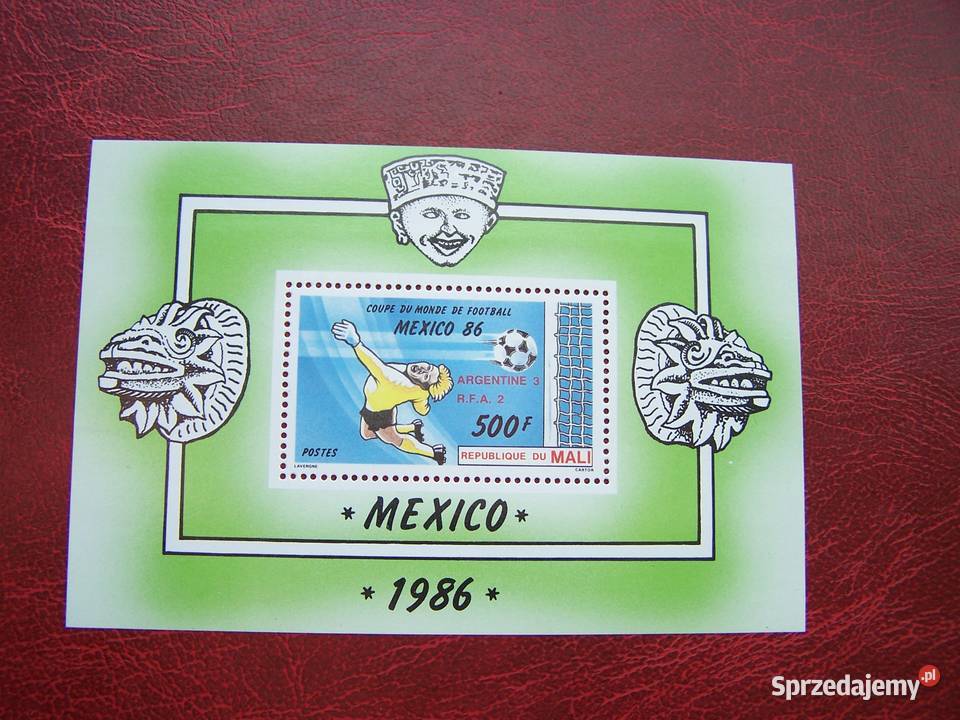 COUPE DU MONDE DE FOOTBALL
MEXICO 86
ARGENTINE 3
R.F.A. 2
500F
POSTES
REPUBLIQUE DU MALI
LAVERGNE
CARTOR
* MEXICO *
* 1986 *
Sprzedajemy.pl